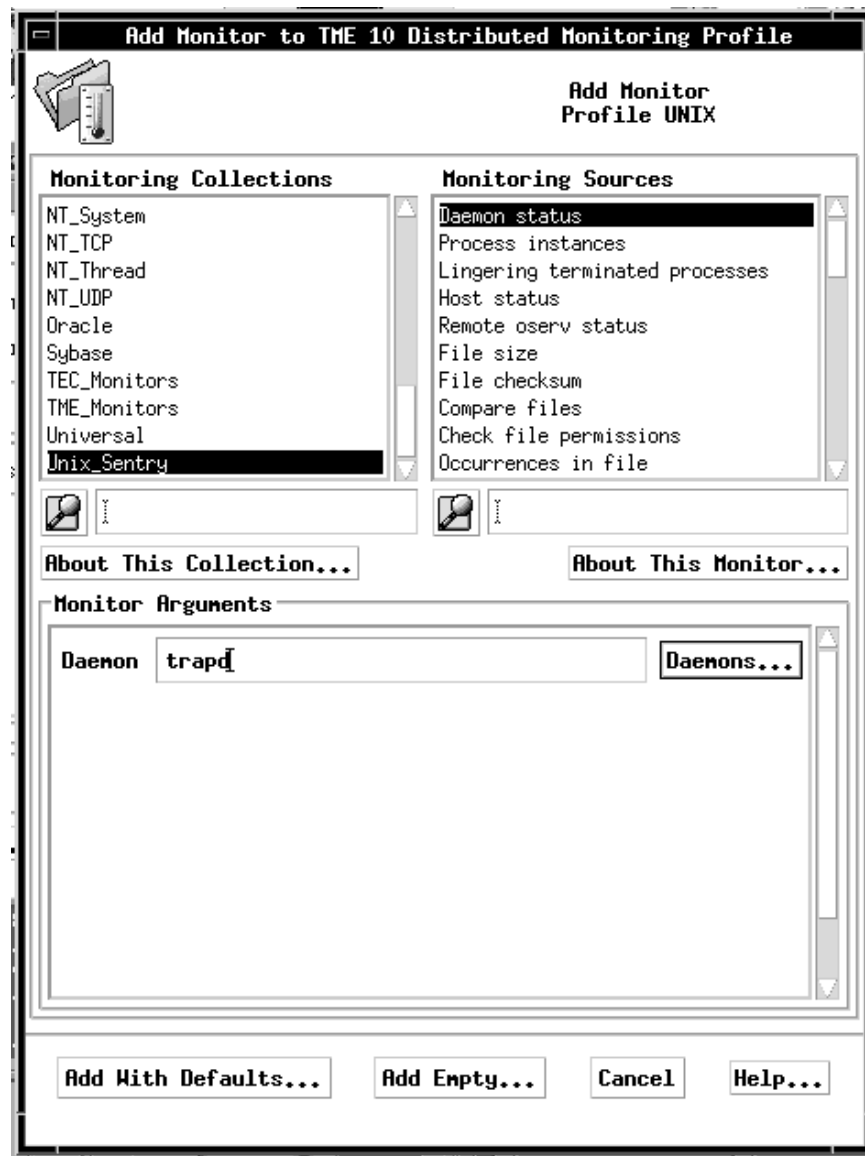 Add Monitor to TME 10 Distributed Monitoring Profile
Add Monitor
Profile UNIX
Monitoring Collections
NT_System
NT_TCP
NT_Thread
NT_UDP
Oracle
Sybase
TEC_Monitors
TME_Monitors
Universal
Unix_Sentry
About This Collection...
Monitoring Sources
Daemon status
Process instances
Lingering terminated processes
Host status
Remote oserv status
File size
File checksum
Compare files
Check file permissions
Occurrences in file
About This Monitor...
Monitor Arguments
Daemon trapd Daemons...
Add With Defaults... Add Empty... Cancel Help...